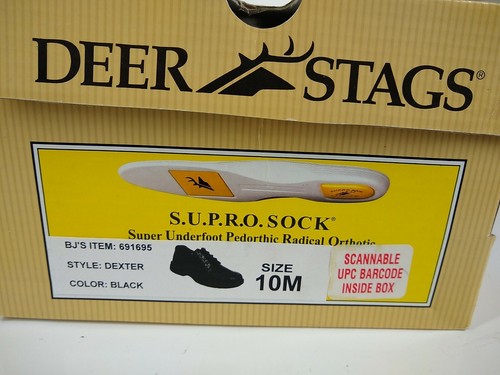 DEER STAGS®
S.U.P.R.O. SOCK®
Super Underfoot Pedorthic Radical Orthotic
BJ'S ITEM: 691695
STYLE: DEXTER
COLOR: BLACK
SIZE
10M
SCANNABLE
UPC BARCODE
INSIDE BOX